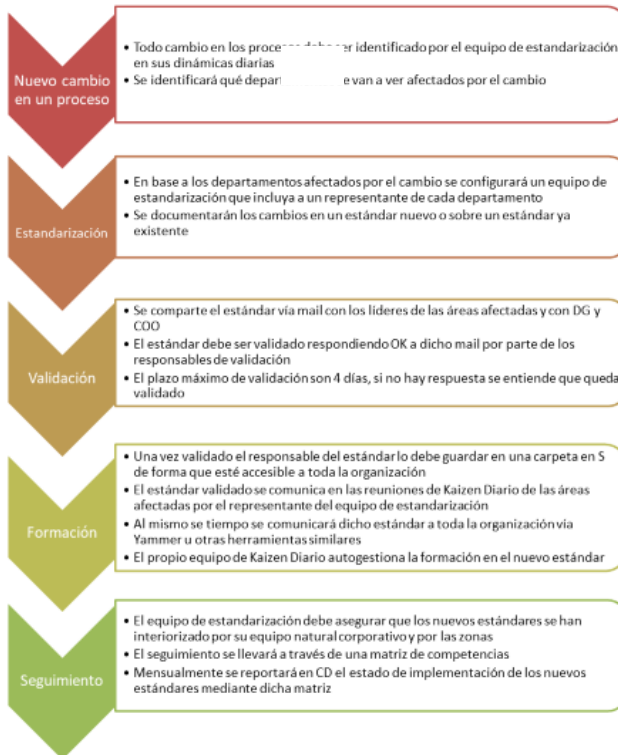 Nuevo cambio
en un proceso
• Todo cambio en los procesos debe ser identificado por el equipo de estandarización
en sus dinámicas diarias
• Se identificará qué depart e van a ver afectados por el cambio
Estandarización
• En base a los departamentos afectados por el cambio se configurará un equipo de
estandarización que incluya a un representante de cada departamento
• Se documentarán los cambios en un estándar nuevo o sobre un estándar ya
existente
Validación
• Se comparte el estándar vía mail con los líderes de las áreas afectadas y con DG y
COO
• El estándar debe ser validado respondiendo OK a dicho mail por parte de los
responsables de validación
• El plazo máximo de validación son 4 días, si no hay respuesta se entiende que queda
validado
Formación
• Una vez validado el responsable del estándar lo debe guardar en una carpeta en S
de forma que esté accesible a toda la organización
• El estándar validado se comunica en las reuniones de Kaizen Diario de las áreas
afectadas por el representante del equipo de estandarización
• Al mismo se tiempo se comunicará dicho estándar a toda la organización vía
Yammer u otras herramientas similares
• El propio equipo de Kaizen Diario autogestiona la formación en el nuevo estándar
Seguimiento
• El equipo de estandarización debe asegurar que los nuevos estándares se han
interiorizado por su equipo natural corporativo y por las zonas
• El seguimiento se llevará a través de una matriz de competencias
• Mensualmente se reportará en CD el estado de implementación de los nuevos
estándares mediante dicha matriz